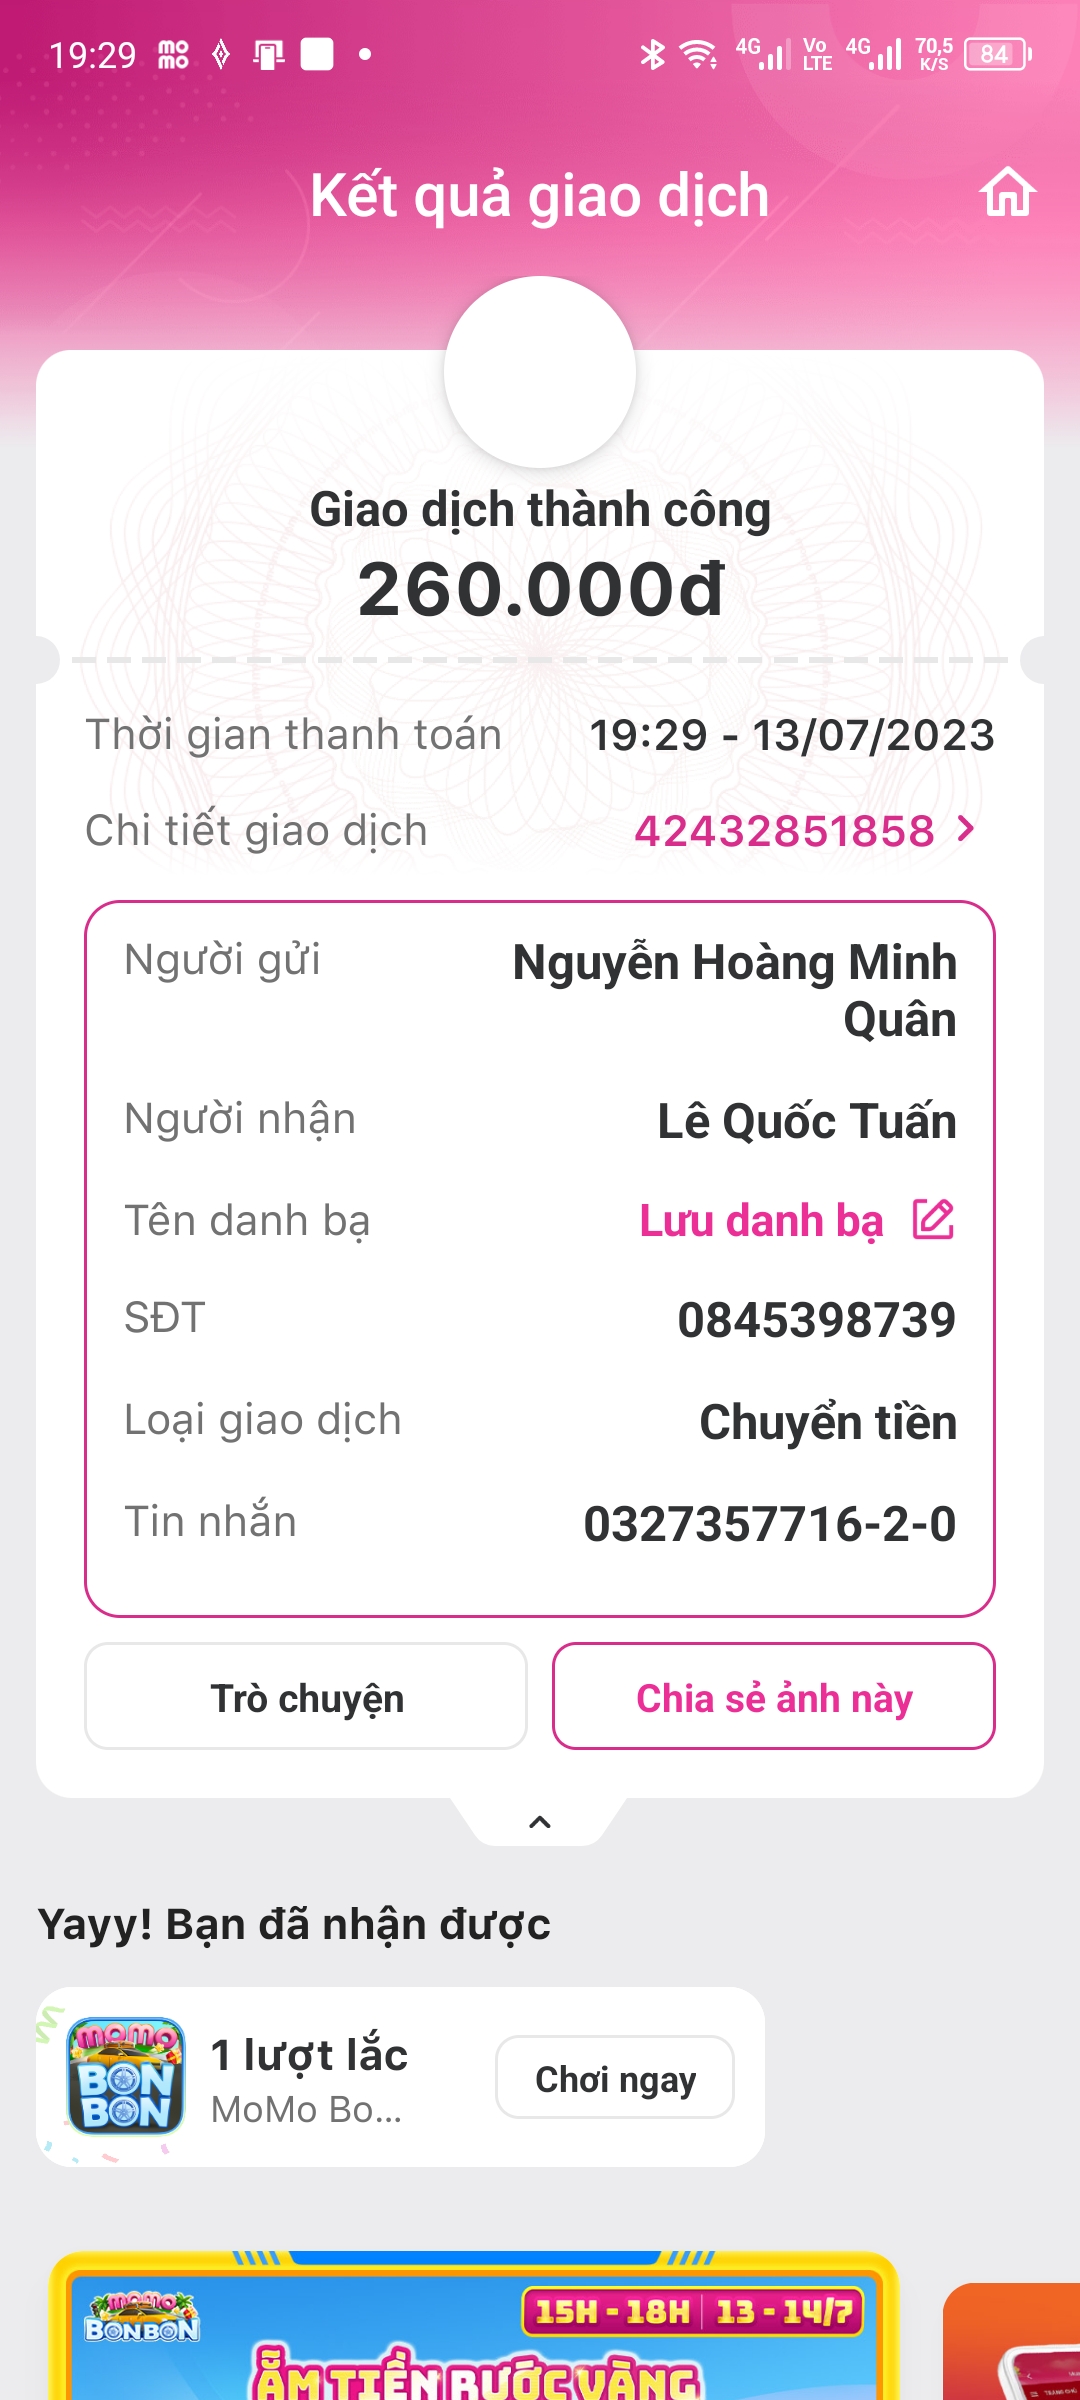 19:29
4G
Vo
LTE
4G
70,5
K/S
84
Kết quả giao dịch
Giao dịch thành công
260.000đ
Thời gian thanh toán 19:29 - 13/07/2023
Chi tiết giao dịch 42432851858
Người gửi Nguyễn Hoàng Minh
Quân
Người nhận Lê Quốc Tuấn
Tên danh bạ Lưu danh bạ
SĐT 0845398739
Loại giao dịch Chuyển tiền
Tin nhắn 0327357716-2-0
Trò chuyện Chia sẻ ảnh này
Yayy! Bạn đã nhận được
MOMO
BON
BON
1 lượt lắc
MoMo Bo...
Chơi ngay
MOMO
BONBON
15H - 18H 13 - 14/7
ẴM TIỀN RƯỚC VÀNG